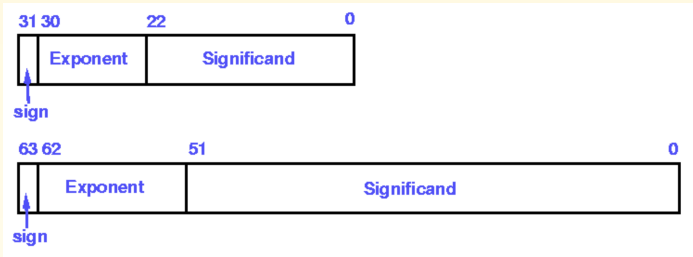 31 30 22 0
Exponent Significand
sign
63 62 51 0
Exponent Significand
sign